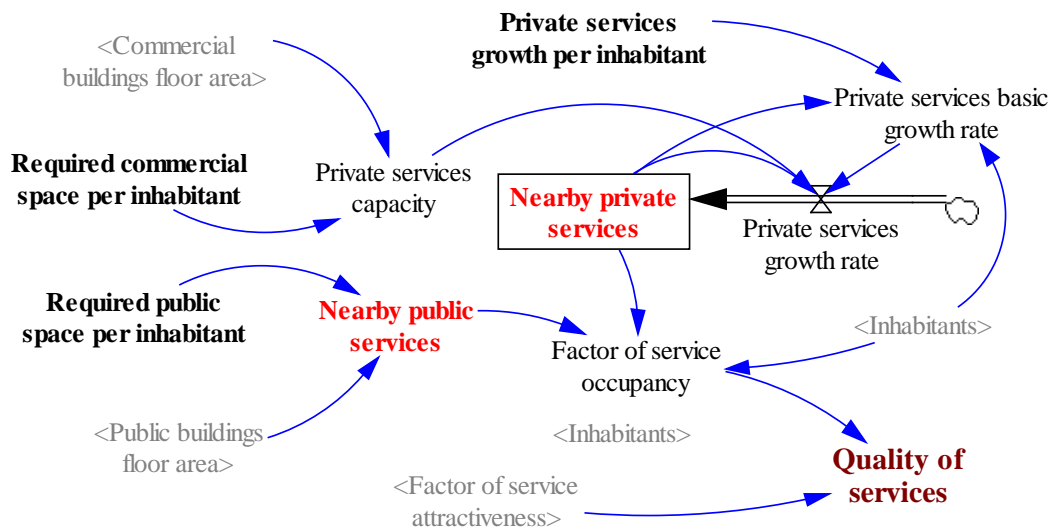 <Commercial
buildings floor area>
Private services
growth per inhabitant
Private services basic
growth rate
Required commercial
space per inhabitant
Private services
capacity
Nearby private
services
Private services
growth rate
Required public
space per inhabitant
Nearby public
services
<Inhabitants>
Factor of service
occupancy
<Public buildings
floor area>
<Inhabitants>
Quality of
services
<Factor of service
attractiveness>